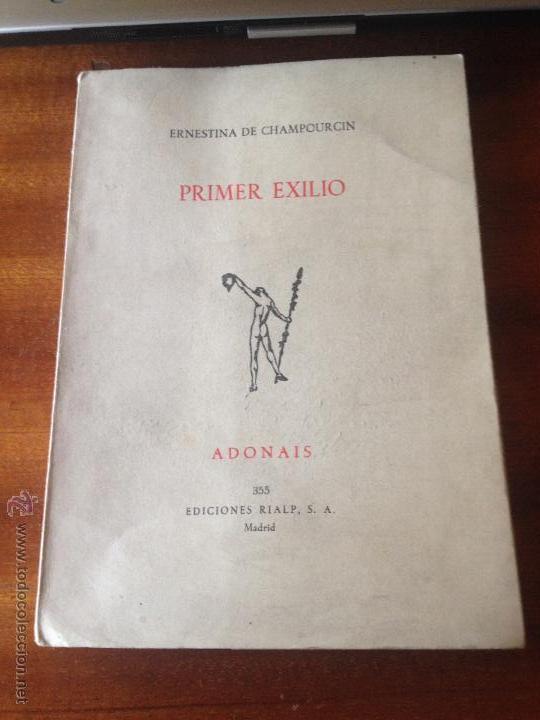 ERNESTINA DE CHAMPOURCIN
PRIMER EXILIO
ADONAIS
355
EDICIONES RIALP, S. A.
Madrid
www.todocoleccion.net